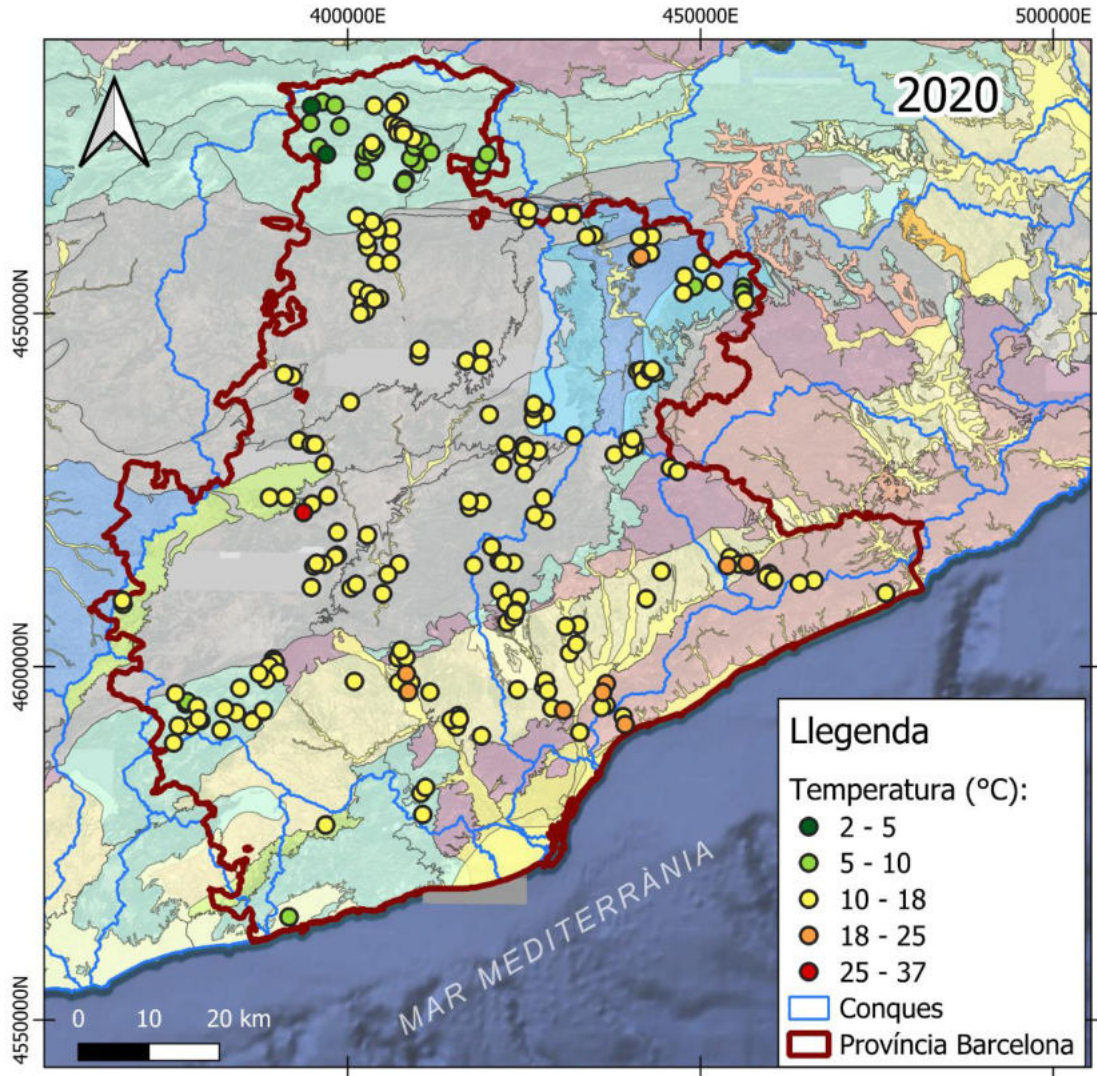 400000E
450000E
500000E
2020
4650000N
4600000N
4550000N
Llegenda
Temperatura (°C):
2 - 5
5 - 10
10 - 18
18 - 25
25 - 37
Conques
Província Barcelona
MAR MEDITERRÀNIA
0 10 20 km